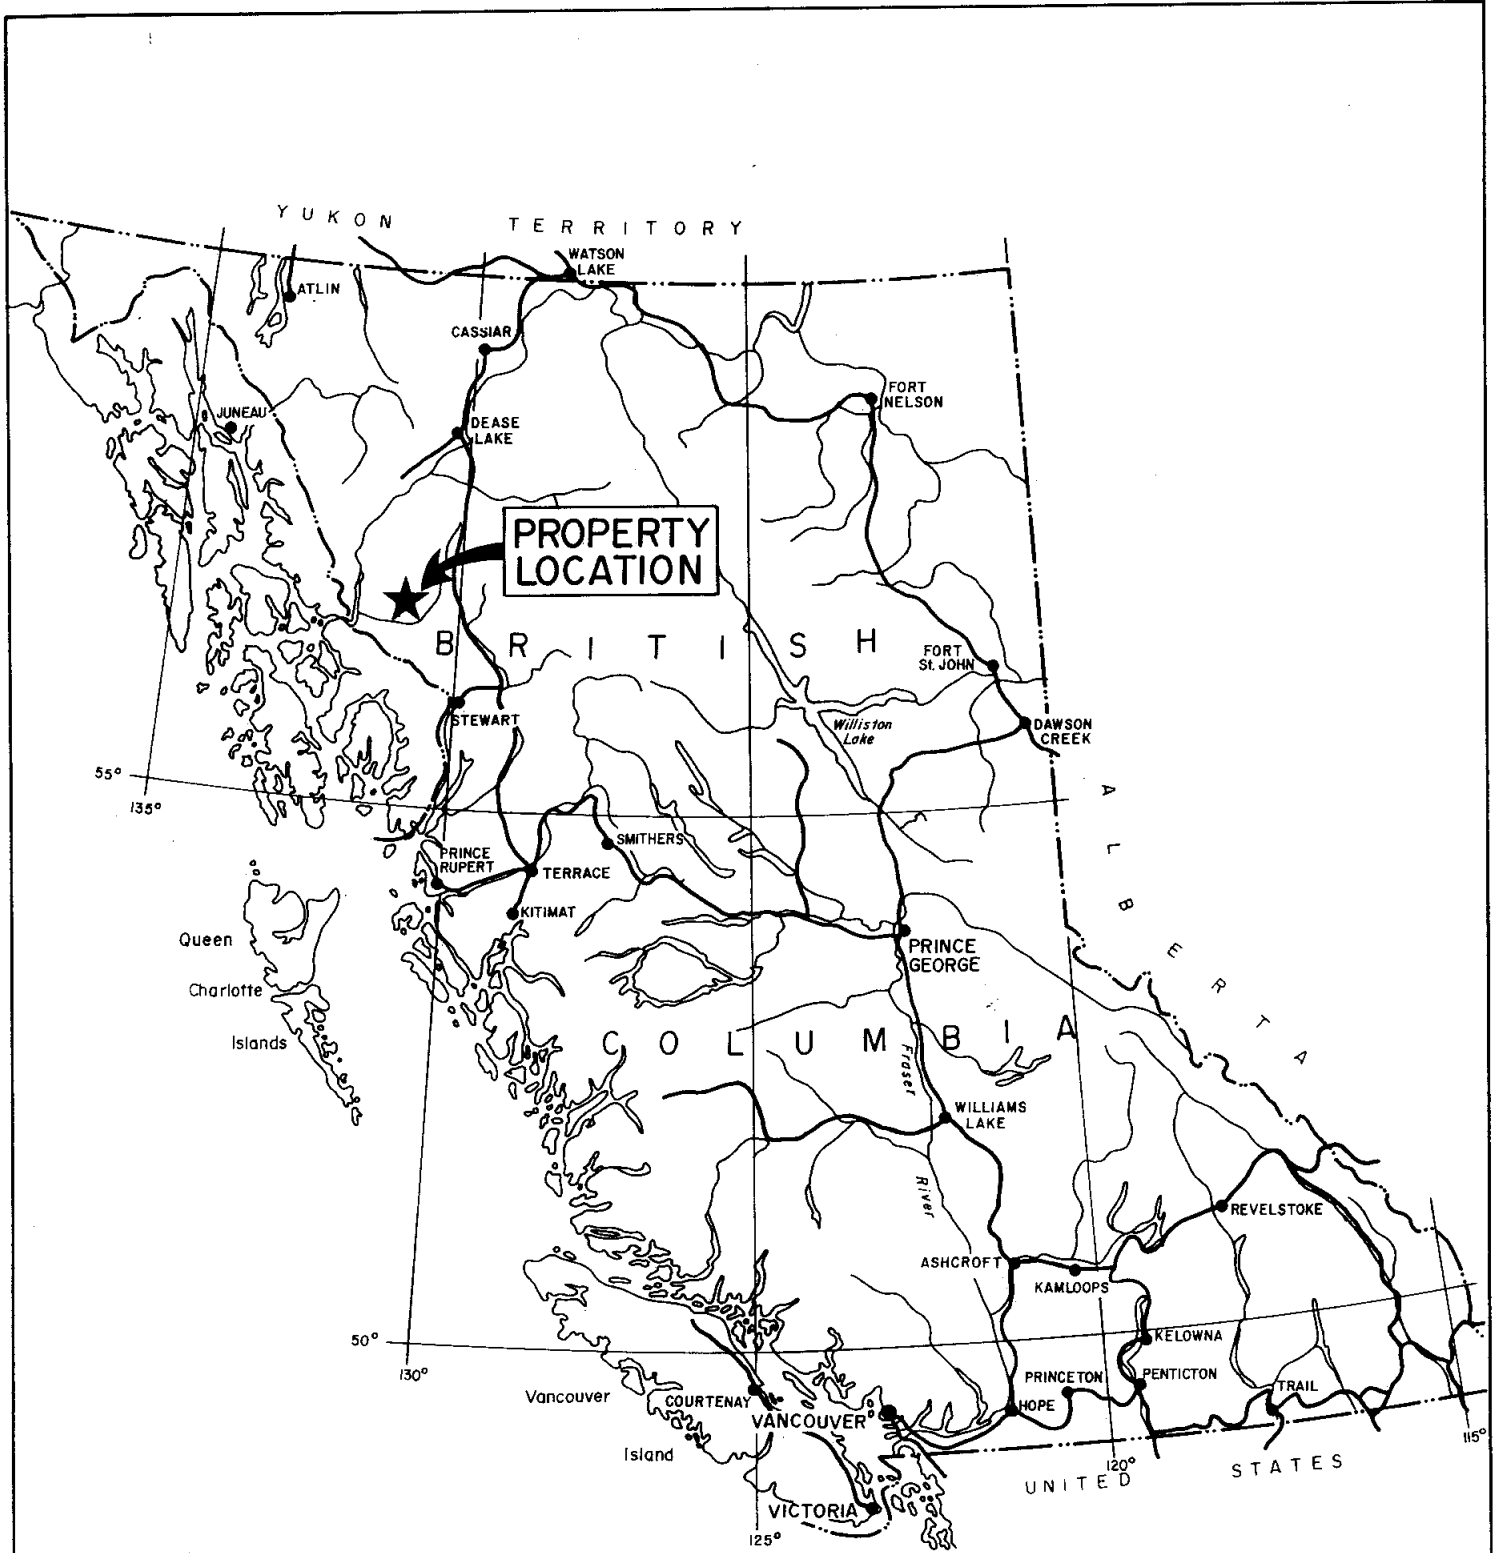 YUKON TERRITORY
WATSON
LAKE
ATLIN
CASSIAR
FORT
NELSON
JUNEAU
DEASE
LAKE
PROPERTY
LOCATION
BRITISH
FORT
St. JOHN
STEWART
Williston
Lake
DAWSON
CREEK
55°
135°
ALBERTA
PRINCE
RUPERT
SMITHERS
TERRACE
KITIMAT
Queen
Charlotte
Islands
PRINCE
GEORGE
COLUMBIA
Fraser
River
WILLIAMS
LAKE
REVELSTOKE
ASHCROFT
KAMLOOPS
50°
130°
KELOWNA
PRINCETON
PENTICTON
TRAIL
HOPE
Vancouver
Island
COURTENAY
VANCOUVER
VICTORIA
125°
120°
115°
UNITED STATES